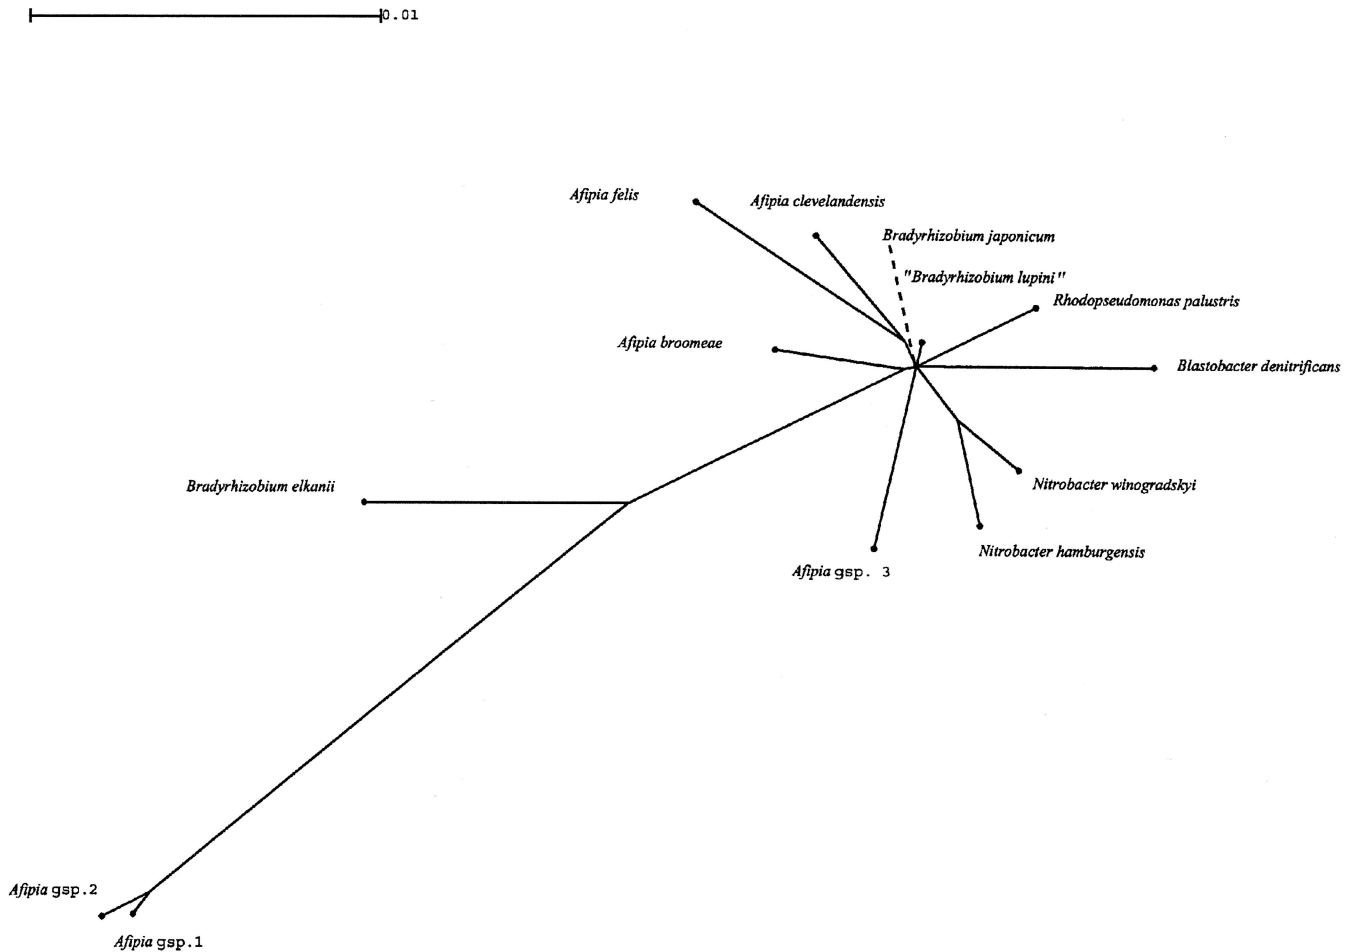 0.01
Afipia felis
Afipia clevelandensis
Bradyrhizobium japonicum
"Bradyrhizobium lupini"
Rhodopseudomonas palustris
Afipia broomeae
Blastobacter denitrificans
Bradyrhizobium elkanii
Nitrobacter winogradskyi
Nitrobacter hamburgensis
Afipia gsp. 3
Afipia gsp.2
Afipia gsp.1